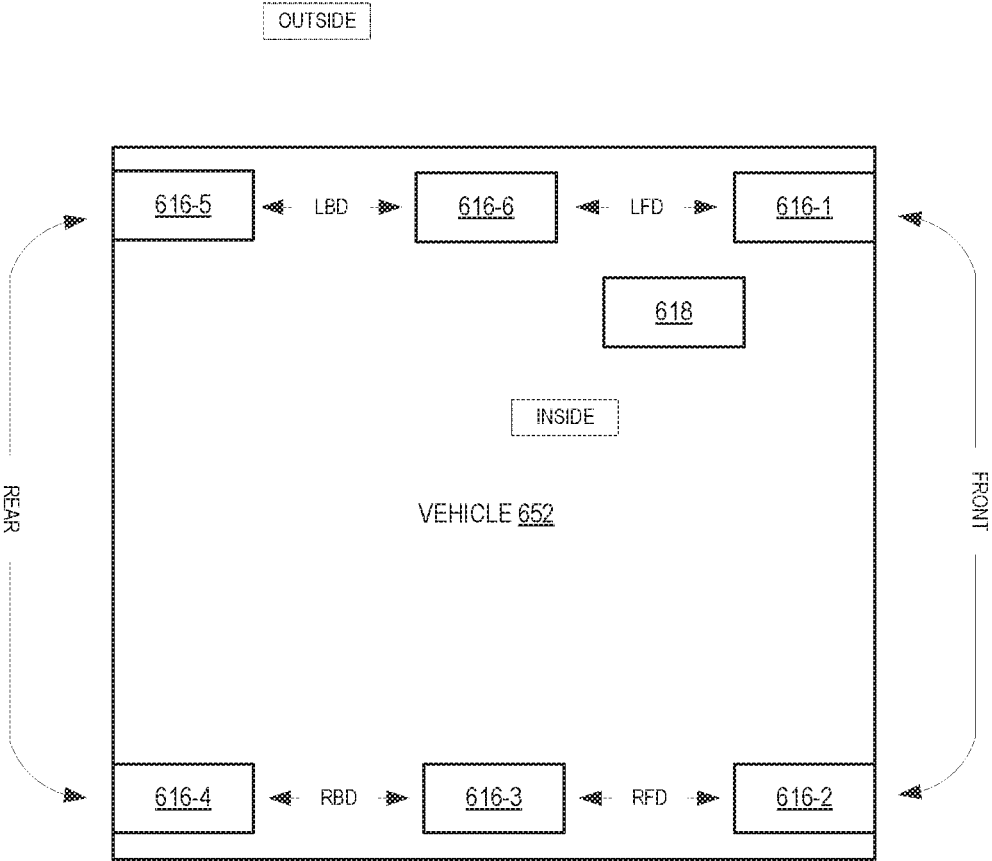 OUTSIDE
616-5
LBD
616-6
LFD
616-1
618
INSIDE
REAR
VEHICLE 652
FRONT
616-4
RBD
616-3
RFD
616-2